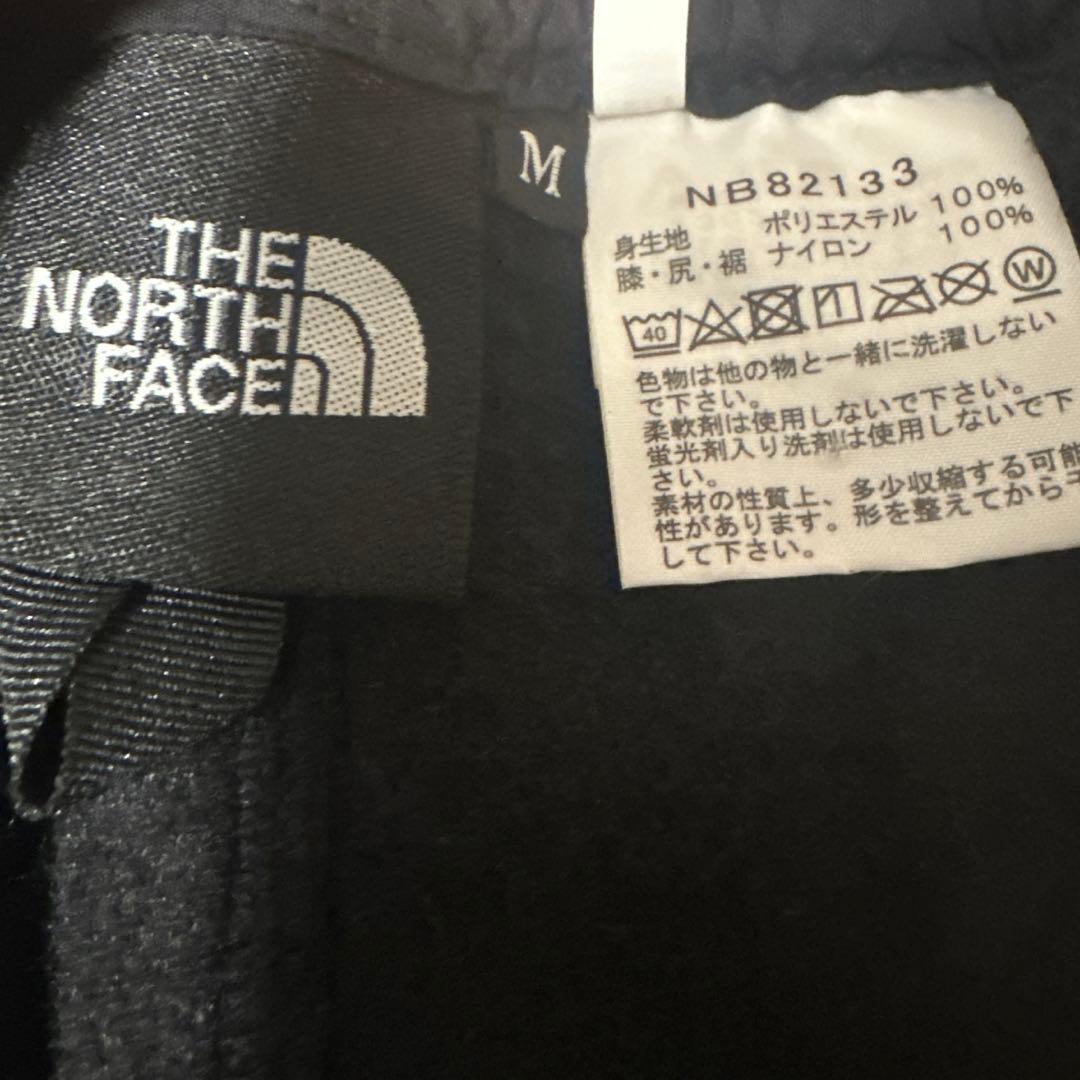 THE
NORTH
FACE
M
NB82133
身生地 ポリエステル 100%
膝・尻・裾 ナイロン 100%
40 W
色物は他の物と一緒に洗濯しない
で下さい。
柔軟剤は使用しないで下さい。
蛍光剤入り洗剤は使用しないで下
さい。
素材の性質上、多少収縮する可能
性があります。形を整えてから干
して下さい。